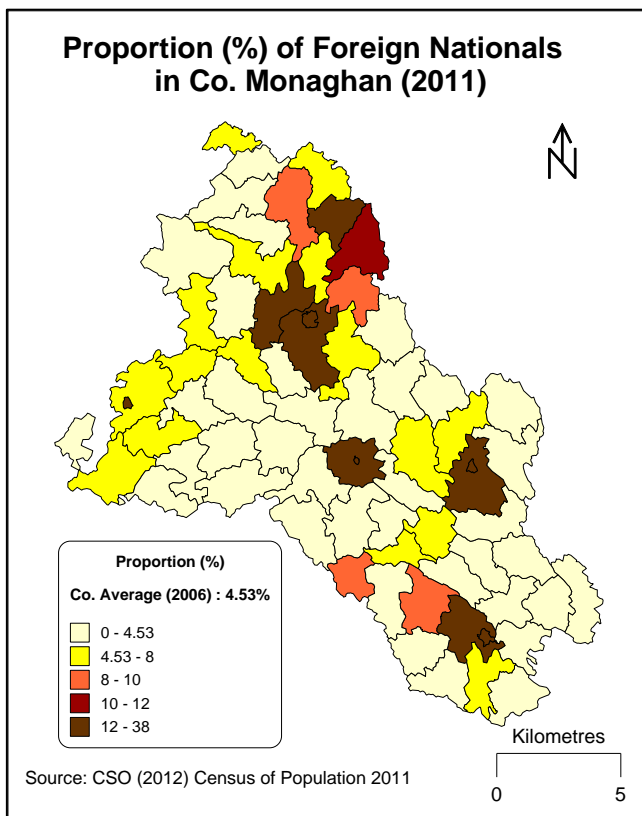 Proportion (%) of Foreign Nationals
in Co. Monaghan (2011)
N
Proportion (%)
Co. Average (2006) : 4.53%
0 - 4.53
4.53 - 8
8 - 10
10 - 12
12 - 38
Kilometres
0 5
Source: CSO (2012) Census of Population 2011